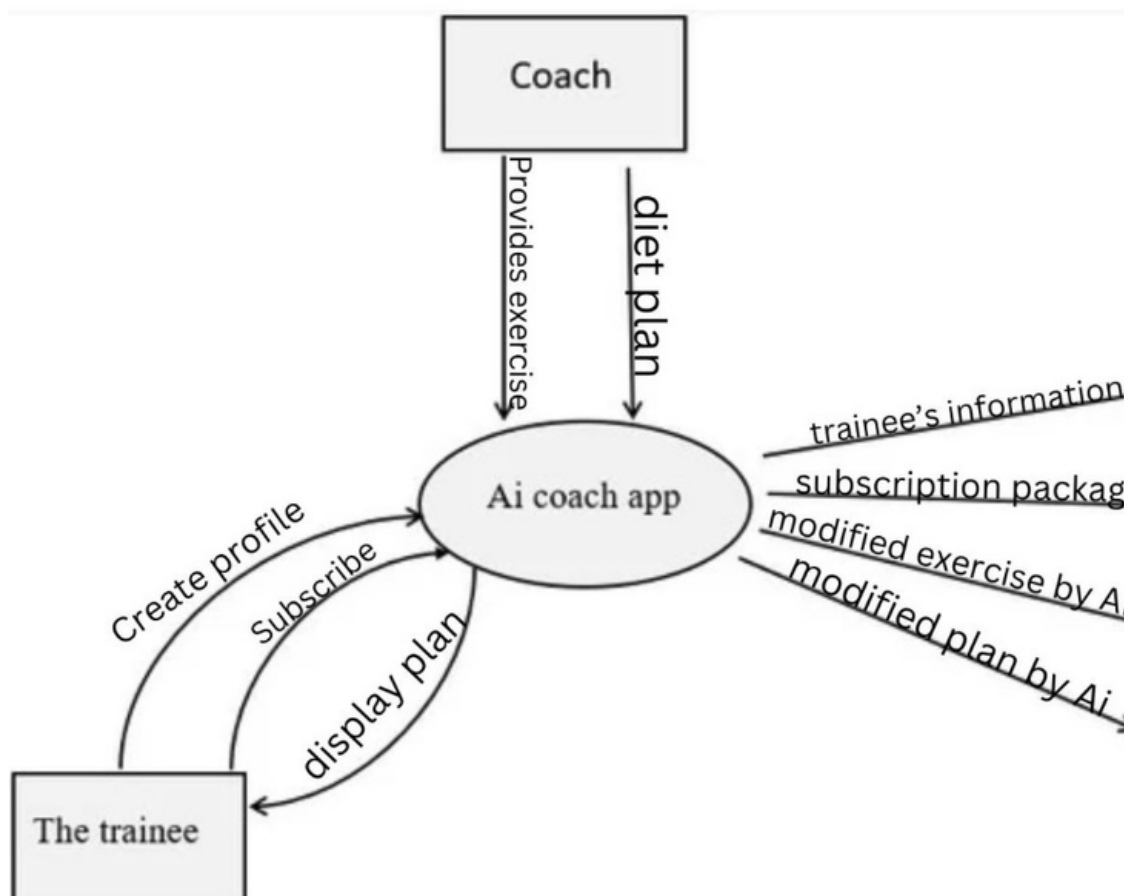 Coach
Provides exercise
diet plan
trainee's information
Ai coach app
subscription packag
modified exercise by Ai
modified plan by Ai
Create profile
Subscribe
display plan
The trainee